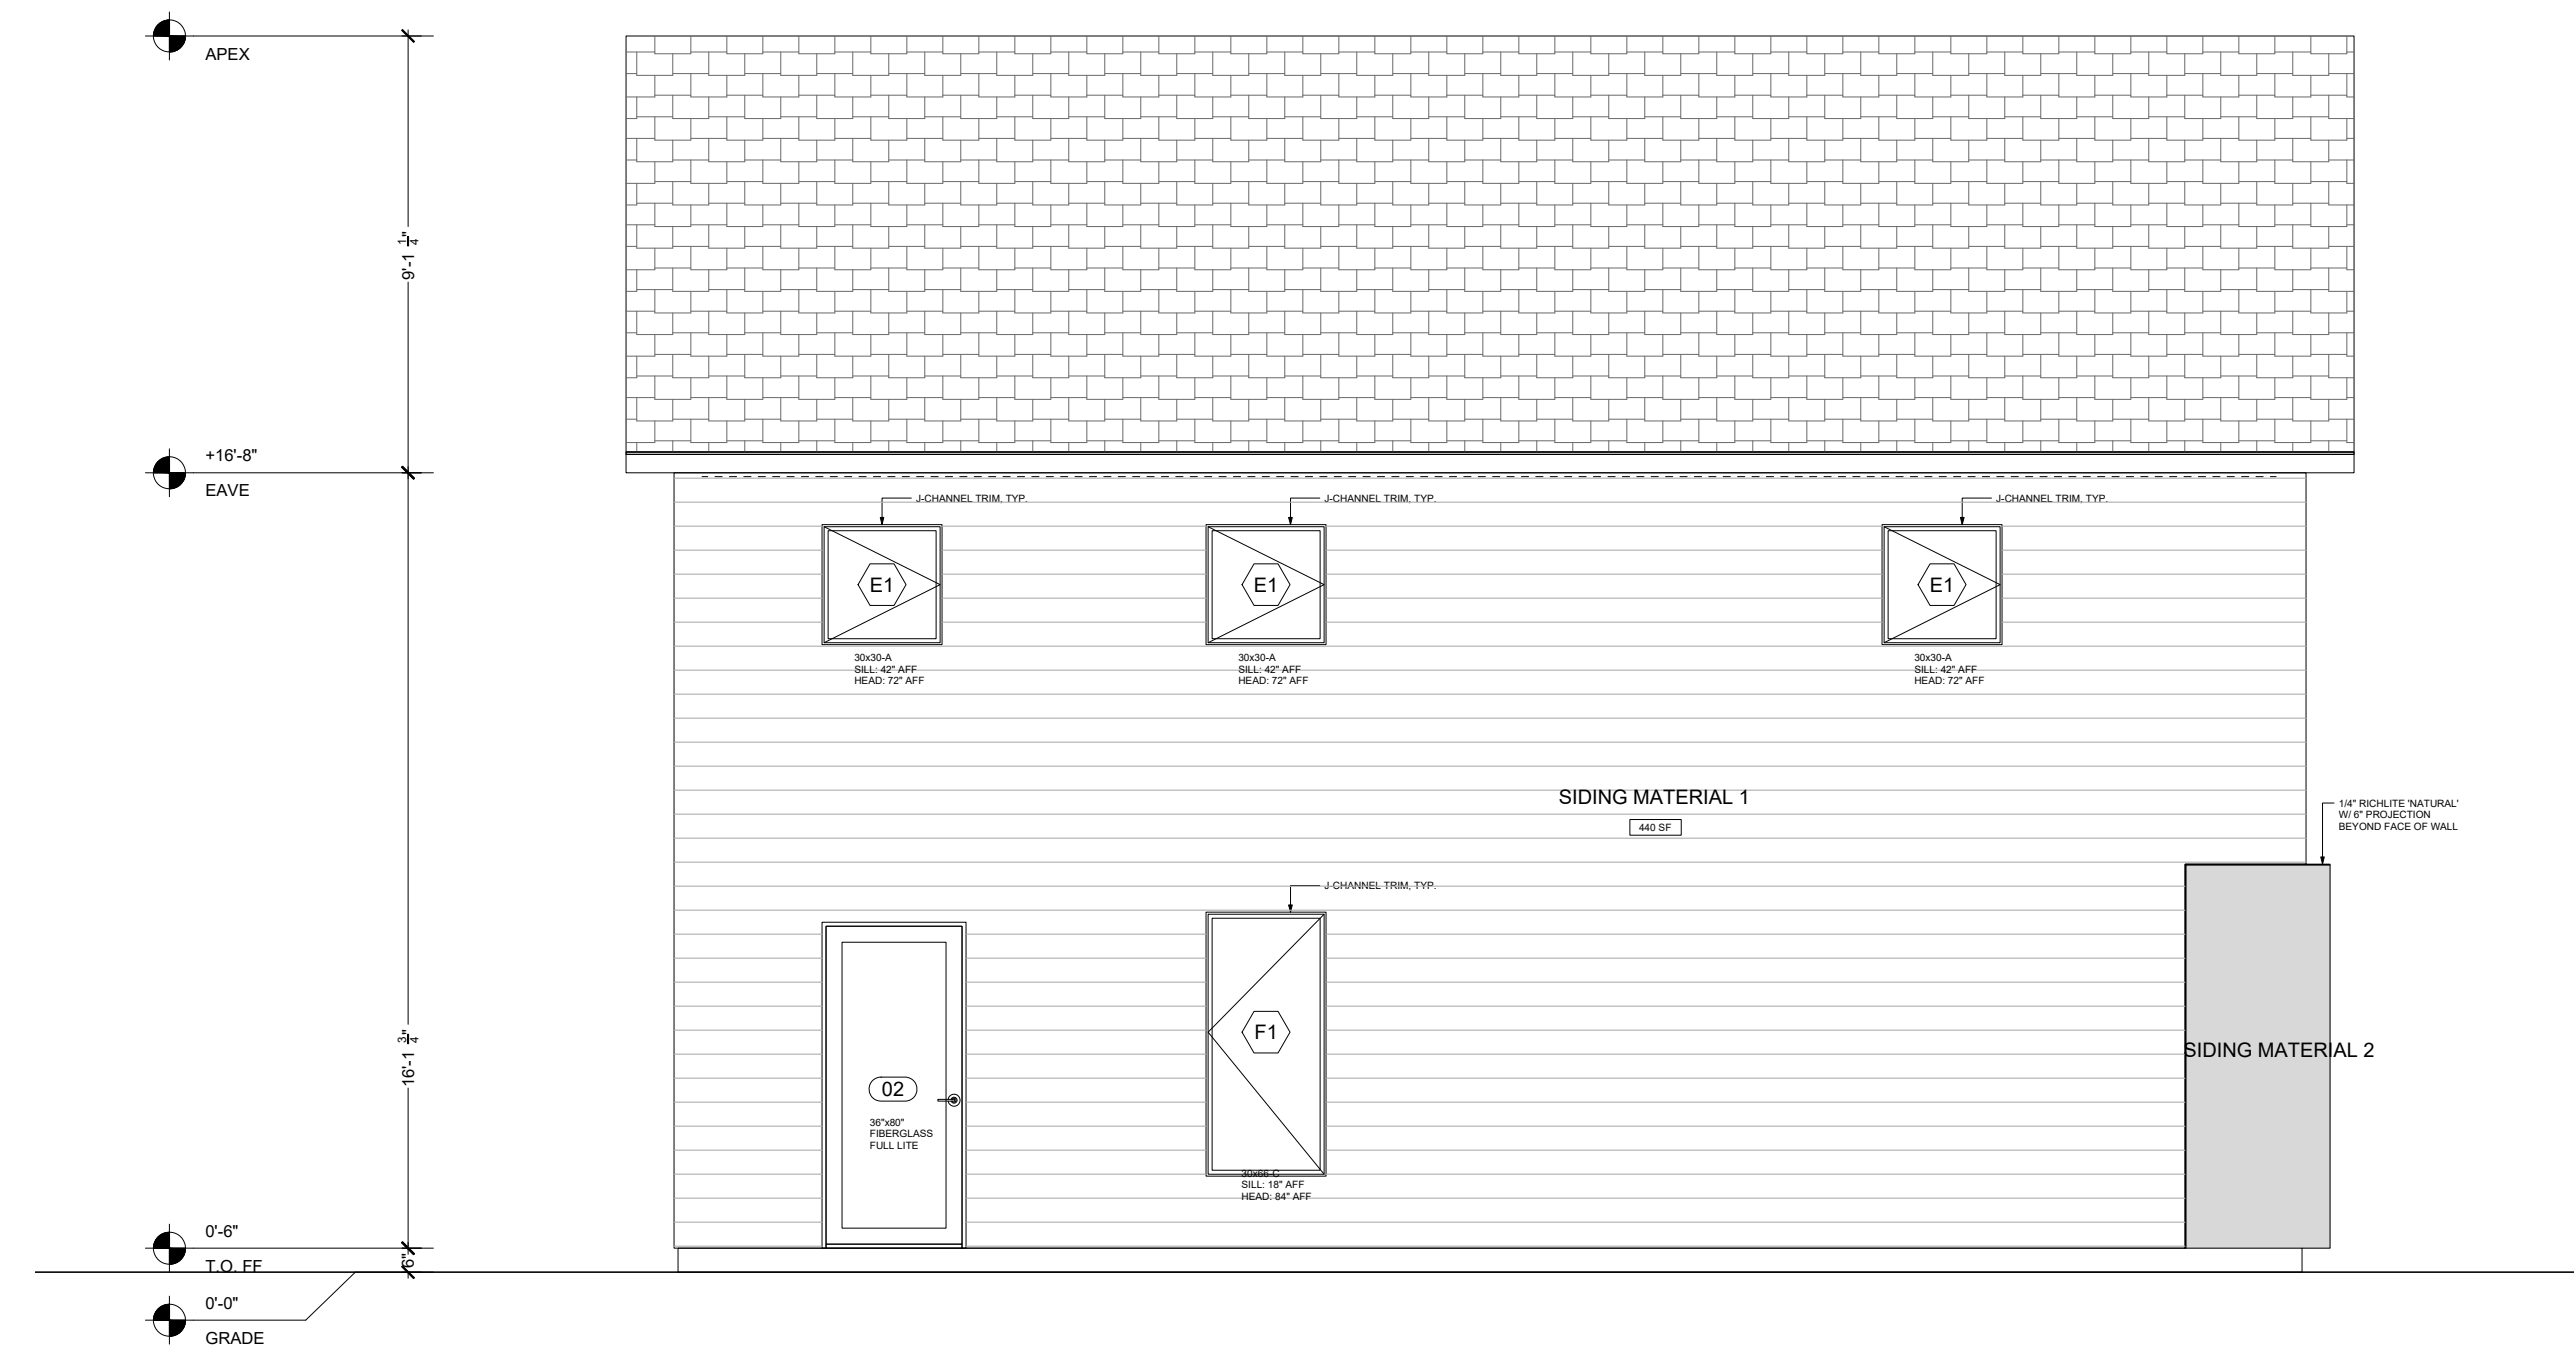 APEX
9'-1 1/4"
+16'-8"
EAVE
J-CHANNEL TRIM, TYP.
J-CHANNEL TRIM, TYP.
J-CHANNEL TRIM, TYP.
E1
E1
E1
30x30-A
SILL: 42" AFF
HEAD: 72" AFF
30x30-A
SILL: 42" AFF
HEAD: 72" AFF
30x30-A
SILL: 42" AFF
HEAD: 72" AFF
SIDING MATERIAL 1
440 SF
1/4" RICHLITE 'NATURAL'
W/ 6" PROJECTION
BEYOND FACE OF WALL
J-CHANNEL TRIM, TYP.
16'-1 3/4"
F1
SIDING MATERIAL 2
02
36"x80"
FIBERGLASS
FULL LITE
30x66-C
SILL: 18" AFF
HEAD: 84" AFF
0'-6"
T.O. FF
6"
0'-0"
GRADE